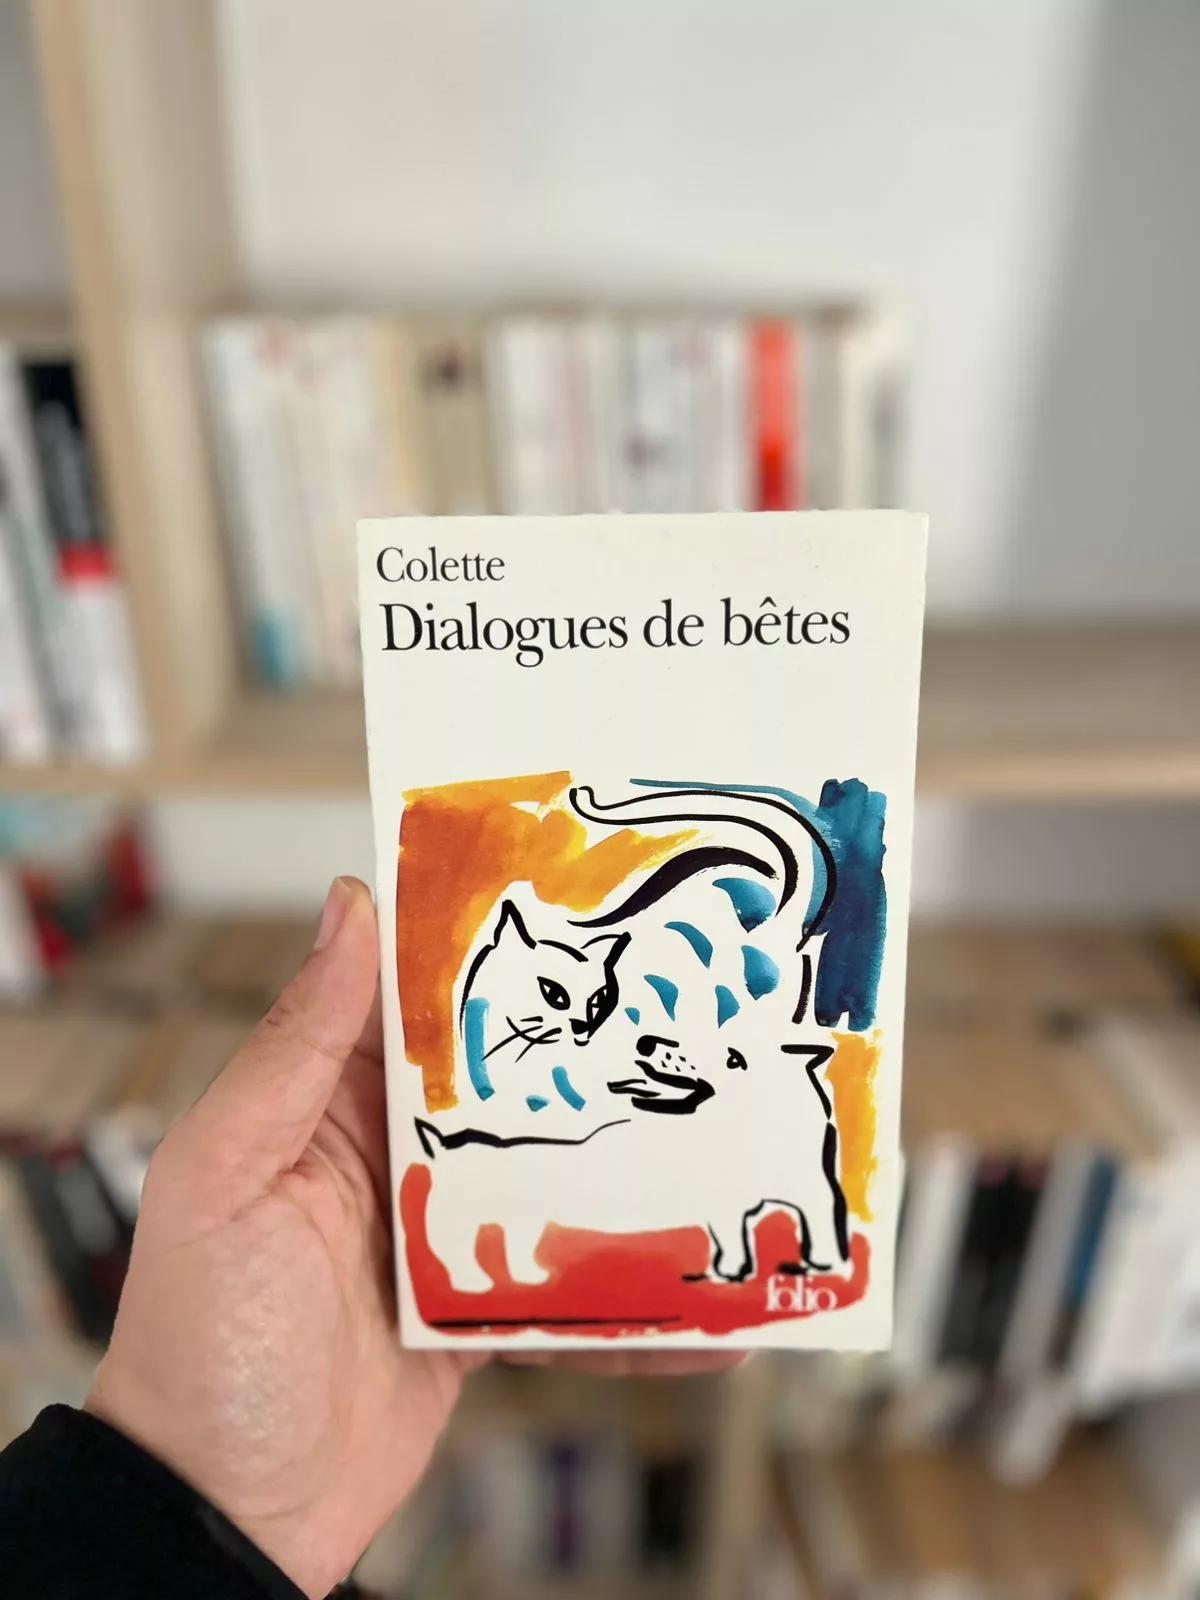 Colette
Dialogues de bêtes
folio